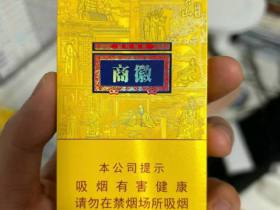 商徽
本公司提示
吸烟有害健康
请勿在禁烟场所吸烟